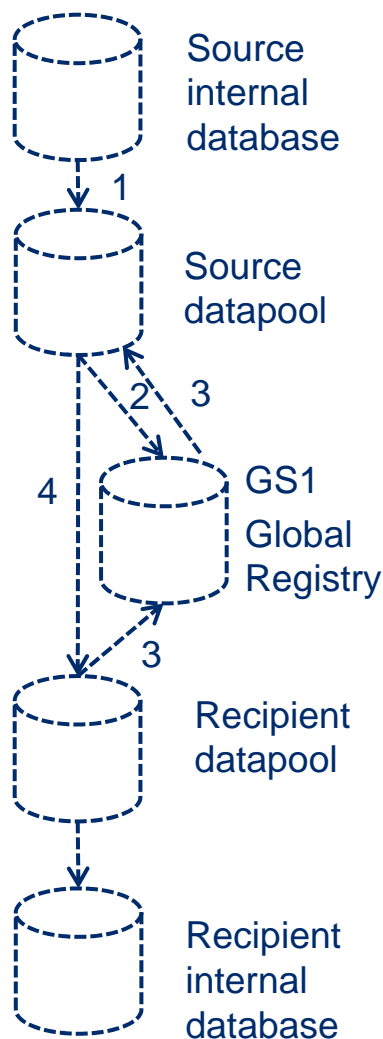 Source
internal
database
1
Source
datapool
2
3
4
GS1
Global
Registry
3
Recipient
datapool
Recipient
internal
database